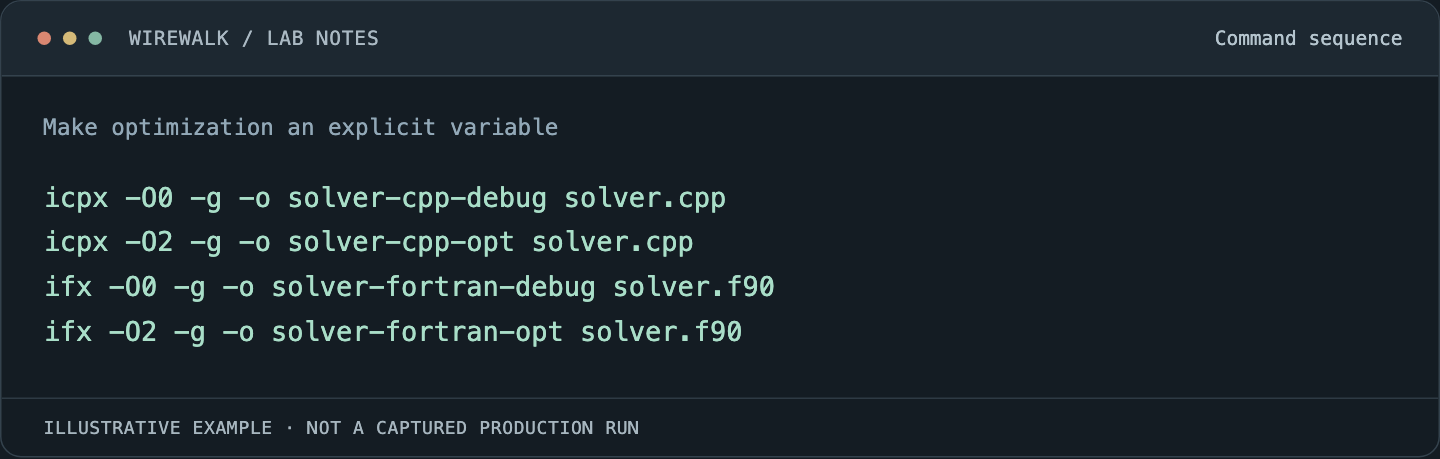 WIREWALK / LAB NOTES
Command sequence
Make optimization an explicit variable
icpx -O0 -g -o solver-cpp-debug solver.cpp
icpx -O2 -g -o solver-cpp-opt solver.cpp
ifx -O0 -g -o solver-fortran-debug solver.f90
ifx -O2 -g -o solver-fortran-opt solver.f90
ILLUSTRATIVE EXAMPLE · NOT A CAPTURED PRODUCTION RUN